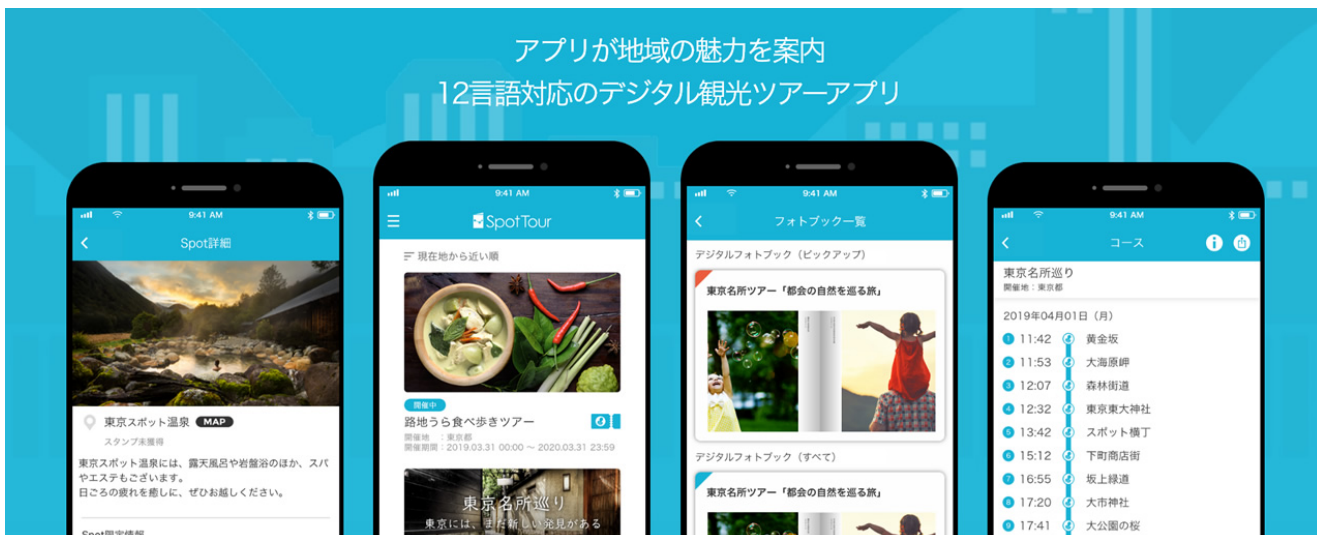 アプリが地域の魅力を案内
12言語対応のデジタル観光ツアーアプリ
9:41 AM
Spot詳細
東京スポット温泉 MAP
スタンプ未獲得
東京スポット温泉には、露天風呂や岩盤浴のほか、スパ
やエステもございます。
日ごろの疲れを癒しに、ぜひお越しください。
Spot限定情報
9:41 AM
SpotTour
現在地から近い順
開催中
路地うら食べ歩きツアー
開催地 ：東京都
開催期間：2019.03.31 00:00 〜 2020.03.31 23:59
東京名所巡り
東京には、まだ新しい発見がある
9:41 AM
フォトブック一覧
デジタルフォトブック（ピックアップ）
東京名所ツアー「都会の自然を巡る旅」
デジタルフォトブック（すべて）
東京名所ツアー「都会の自然を巡る旅」
9:41 AM
コース
東京名所巡り
開催地：東京都
2019年04月01日（月）
1 11:42 黄金坂
2 11:53 大海原岬
3 12:07 森林街道
4 12:32 東京東大神社
5 13:42 スポット横丁
6 15:12 下町商店街
7 16:55 坂上緑道
8 17:20 大市神社
9 17:41 大公園の桜